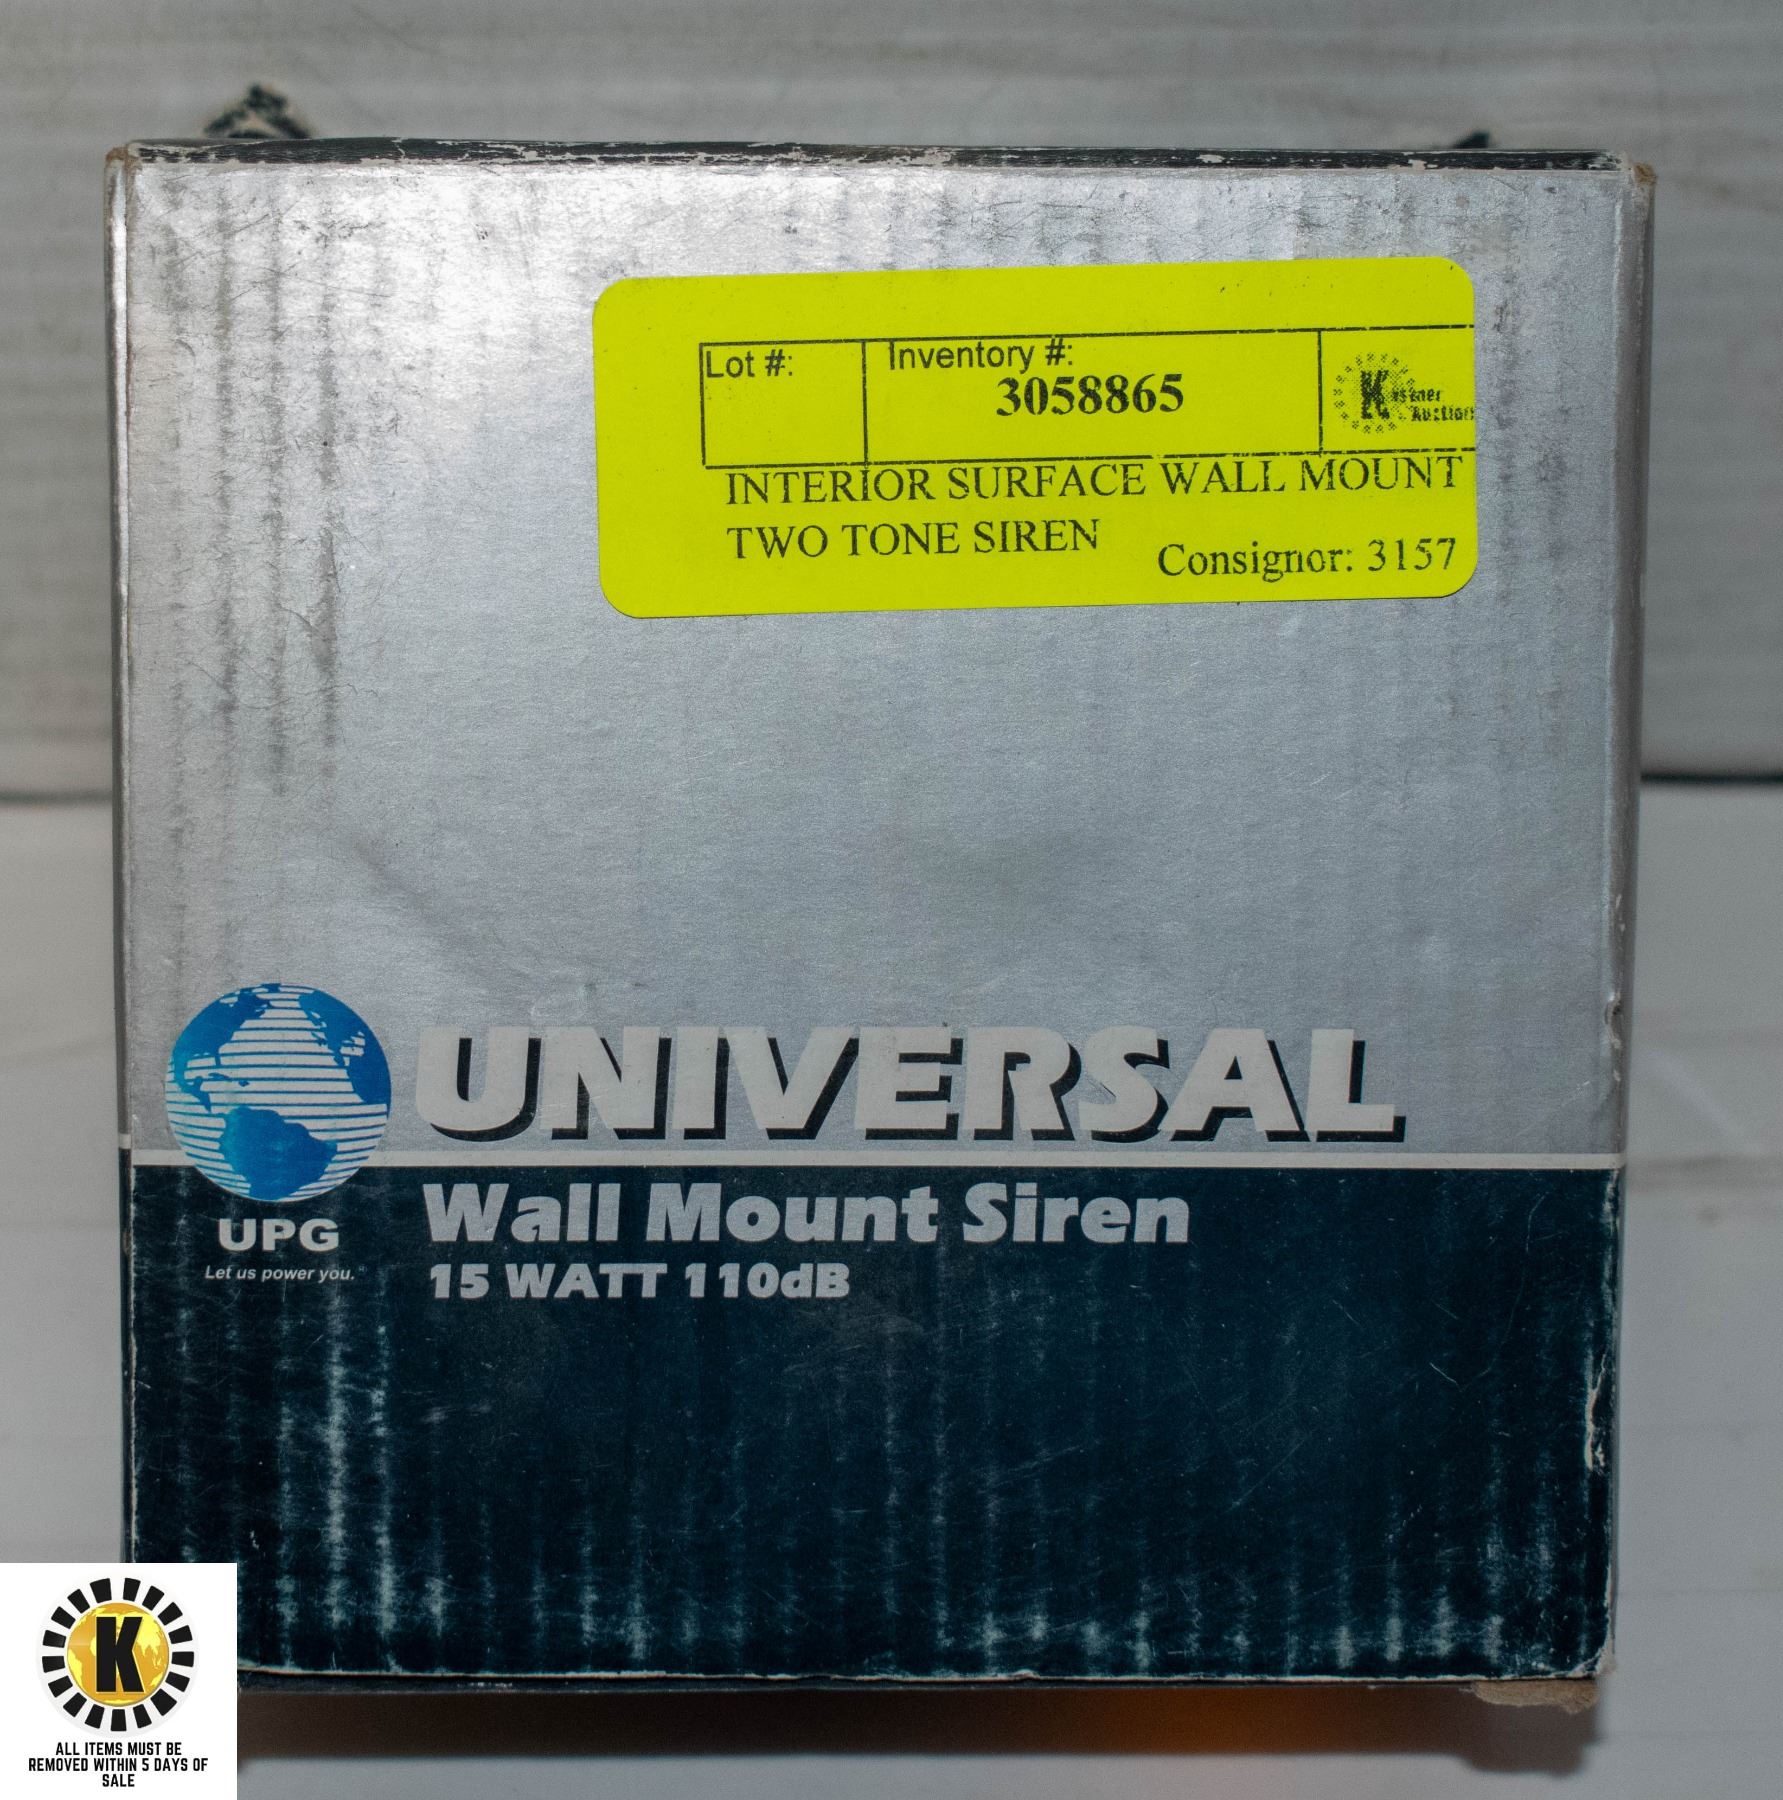 Lot #:
Inventory #:
3058865
Auction
INTERIOR SURFACE WALL MOUNT
TWO TONE SIREN
Consignor: 3157
UNIVERSAL
UPG
Let us power you.
Wall Mount Siren
15 WATT 110dB
K
ALL ITEMS MUST BE
REMOVED WITHIN 5 DAYS OF
SALE